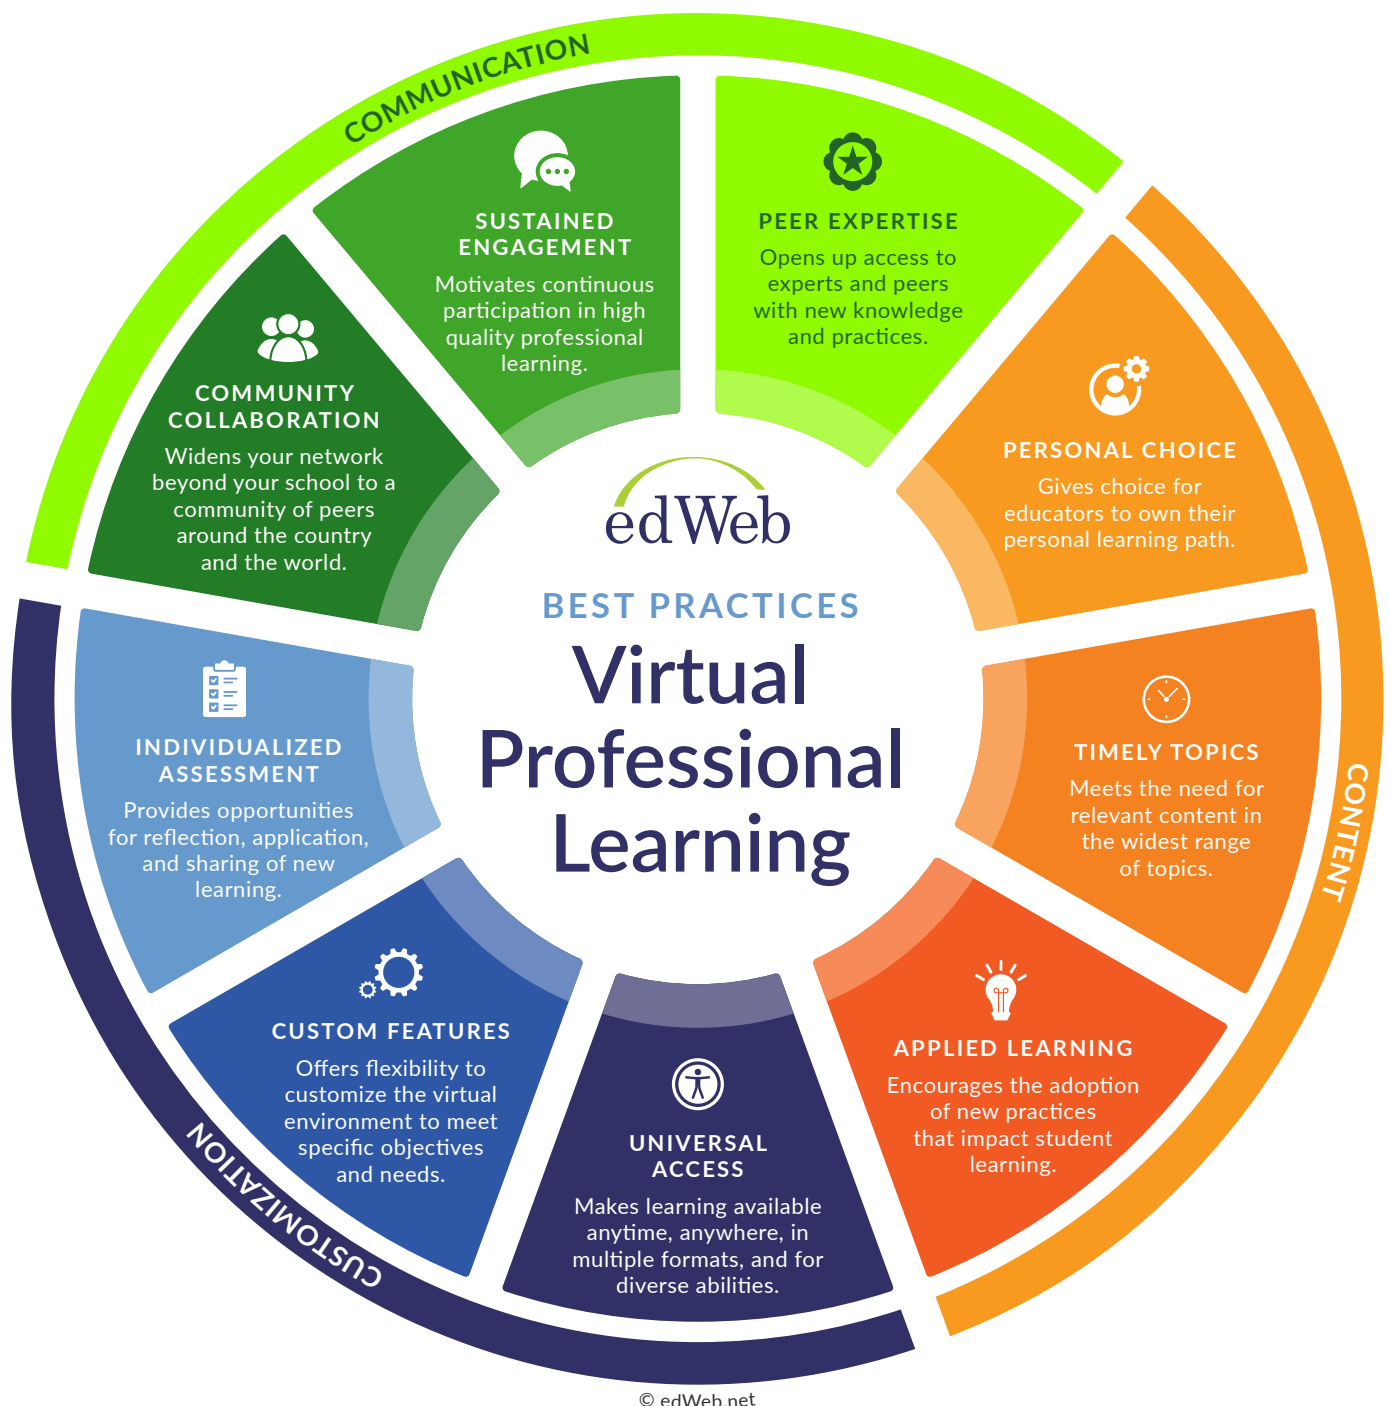 COMMUNICATION
SUSTAINED
ENGAGEMENT
Motivates continuous
participation in high
quality professional
learning.
PEER EXPERTISE
Opens up access to
experts and peers
with new knowledge
and practices.
COMMUNITY
COLLABORATION
Widens your network
beyond your school to a
community of peers
around the country
and the world.
PERSONAL CHOICE
Gives choice for
educators to own their
personal learning path.
edWeb
BEST PRACTICES
Virtual
Professional
Learning
INDIVIDUALIZED
ASSESSMENT
Provides opportunities
for reflection, application,
and sharing of new
learning.
TIMELY TOPICS
Meets the need for
relevant content in
the widest range
of topics.
CONTENT
CUSTOM FEATURES
Offers flexibility to
customize the virtual
environment to meet
specific objectives
and needs.
APPLIED LEARNING
Encourages the adoption
of new practices
that impact student
learning.
UNIVERSAL
ACCESS
Makes learning available
anytime, anywhere, in
multiple formats, and for
diverse abilities.
CUSTOMIZATION
© edWeb.net